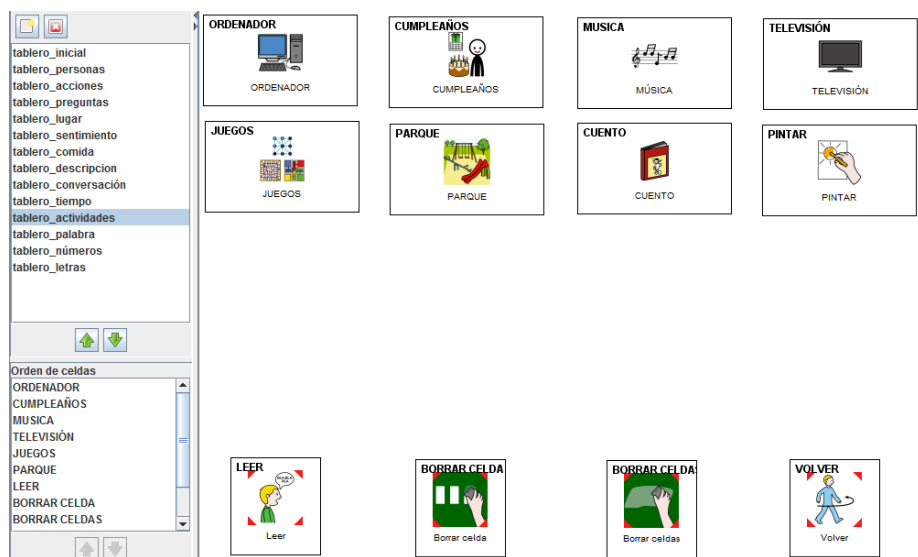 tablero_inicial
tablero_personas
tablero_acciones
tablero_preguntas
tablero_lugar
tablero_sentimiento
tablero_comida
tablero_descripcion
tablero_conversación
tablero_tiempo
tablero_actividades
tablero_palabra
tablero_números
tablero_letras
Orden de celdas
ORDENADOR
CUMPLEAÑOS
MUSICA
TELEVISIÓN
JUEGOS
PARQUE
LEER
BORRAR CELDA
BORRAR CELDAS
ORDENADOR
ORDENADOR
CUMPLEAÑOS
CUMPLEAÑOS
MUSICA
MÚSICA
TELEVISIÓN
TELEVISIÓN
JUEGOS
JUEGOS
PARQUE
PARQUE
CUENTO
CUENTO
PINTAR
PINTAR
LEER
Leer
BORRAR CELDA
Borrar celda
BORRAR CELDAS
Borrar celdas
VOLVER
Volver